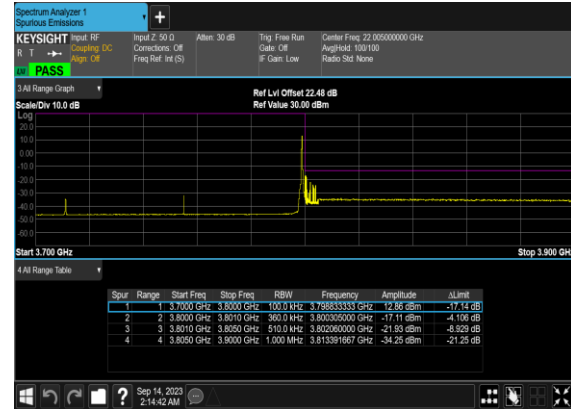 Spectrum Analyzer 1
Spurious Emissions
KEYSIGHT Input: RF Input Z: 50 Ω Atten: 30 dB Trig: Free Run Center Freq: 22.005000000 GHz
R T Coupling: DC Corrections: Off Gate: Off Avg|Hold: 100/100
Align: Off Freq Ref: Int (S) IF Gain: Low Radio Std: None
PASS
3 All Range Graph
Ref Lvl Offset 22.48 dB
Scale/Div 10.0 dB Ref Value 30.00 dBm
Log
20.0
10.0
0.00
-10.0
-20.0
-30.0
-40.0
-50.0
-60.0
Start 3.700 GHz Stop 3.900 GH
4 All Range Table
Spur Range Start Freq Stop Freq RBW Frequency Amplitude ΔLimit
1 1 3.7000 GHz 3.8000 GHz 100.0 kHz 3.798833333 GHz 12.86 dBm -17.14 dB
2 2 3.8000 GHz 3.8010 GHz 360.0 kHz 3.800305000 GHz -17.11 dBm -4.106 dB
3 3 3.8010 GHz 3.8050 GHz 510.0 kHz 3.802060000 GHz -21.93 dBm -8.929 dB
4 4 3.8050 GHz 3.9000 GHz 1.000 MHz 3.813391667 GHz -34.25 dBm -21.25 dB
?
Sep 14, 2023
2:14:42 AM